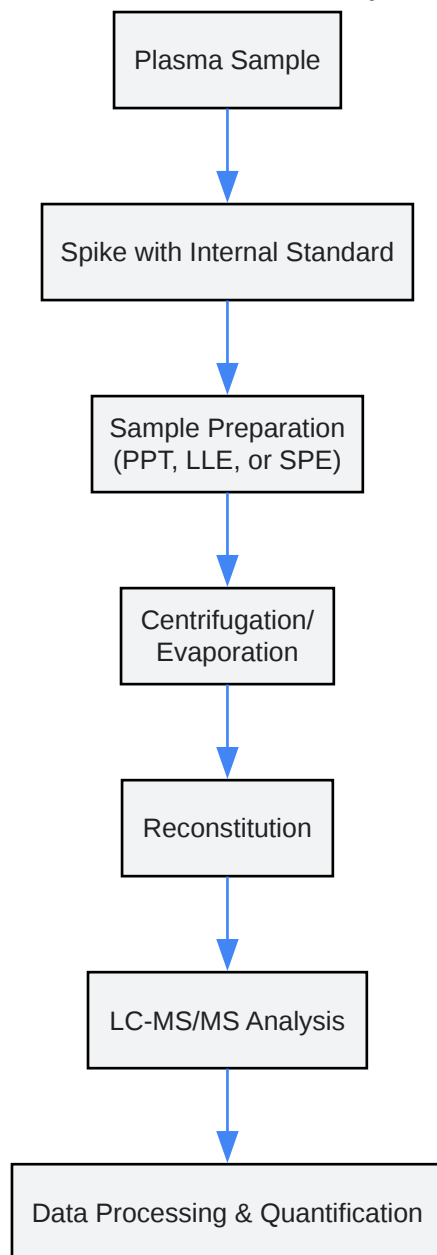 Plasma Sample
Spike with Internal Standard
Sample Preparation
(PPT, LLE, or SPE)
Centrifugation/
Evaporation
Reconstitution
LC-MS/MS Analysis
Data Processing & Quantification